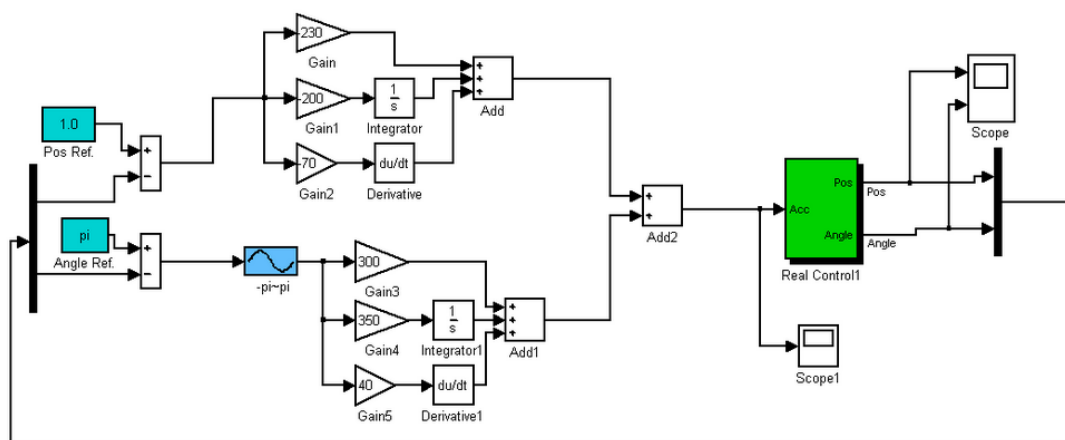 -230
Gain
-200
Gain1
1
s
Integrator
-70
Gain2
du/dt
Derivative
+
+
+
Add
1.0
Pos Ref.
+
−
pi
Angle Ref.
+
−
-pi~pi
300
Gain3
350
Gain4
1
s
Integrator1
40
Gain5
du/dt
Derivative1
+
+
+
Add1
+
+
Add2
Acc
Pos
Angle
Real Control1
Pos
Angle
Scope
Scope1